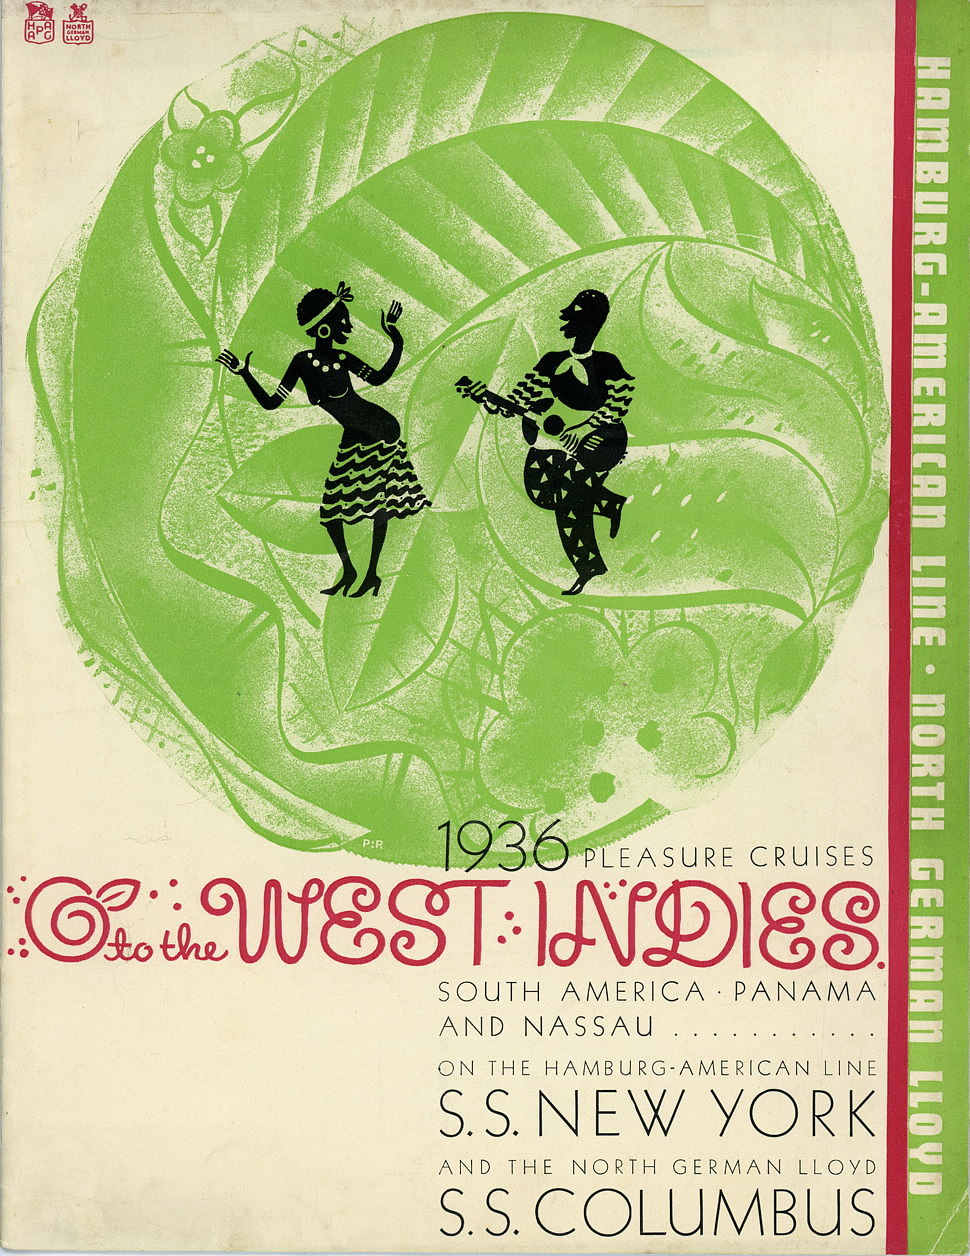 HAPAG
NORTH
GERMAN
LLOYD
HAMBURG-AMERICAN LINE · NORTH GERMAN LLOYD
P:R
1936 PLEASURE CRUISES
to the WEST INDIES.
SOUTH AMERICA · PANAMA
AND NASSAU . . . . . . . . . . .
ON THE HAMBURG-AMERICAN LINE
S.S. NEW YORK
AND THE NORTH GERMAN LLOYD
S.S. COLUMBUS